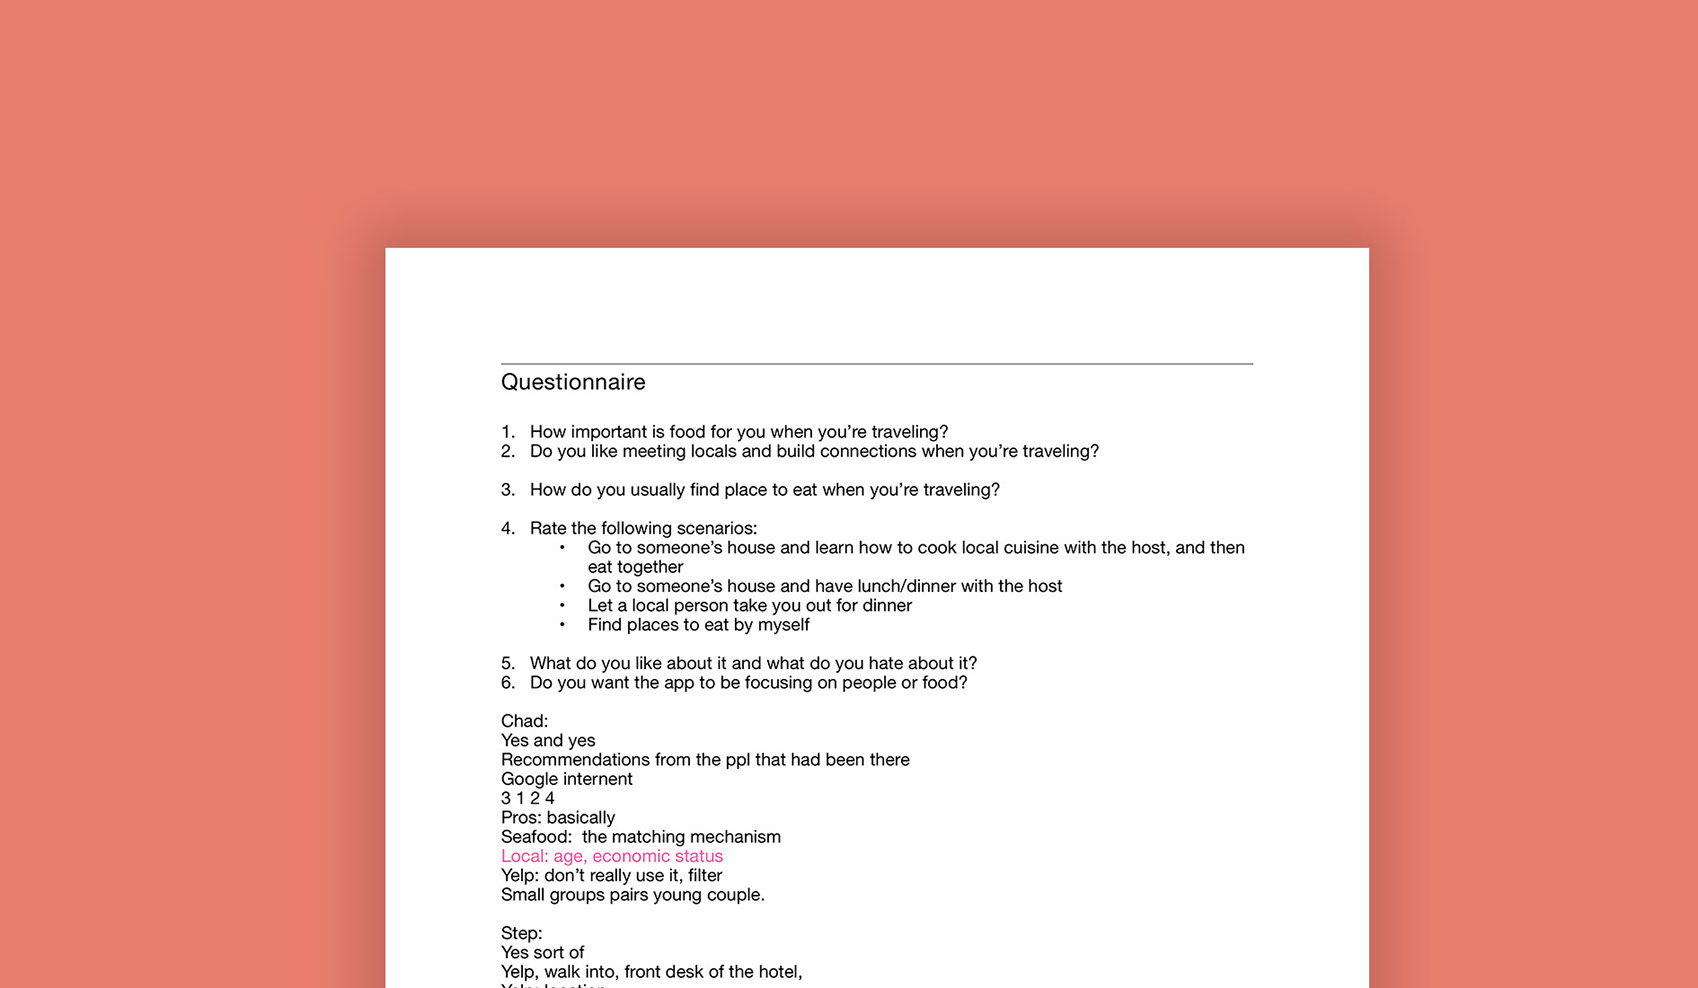 Questionnaire
1. How important is food for you when you’re traveling?
2. Do you like meeting locals and build connections when you’re traveling?
3. How do you usually find place to eat when you’re traveling?
4. Rate the following scenarios:
• Go to someone’s house and learn how to cook local cuisine with the host, and then
eat together
• Go to someone’s house and have lunch/dinner with the host
• Let a local person take you out for dinner
• Find places to eat by myself
5. What do you like about it and what do you hate about it?
6. Do you want the app to be focusing on people or food?
Chad:
Yes and yes
Recommendations from the ppl that had been there
Google internent
3 1 2 4
Pros: basically
Seafood:  the matching mechanism
Local: age, economic status
Yelp: don’t really use it, filter
Small groups pairs young couple.
Step:
Yes sort of
Yelp, walk into, front desk of the hotel,